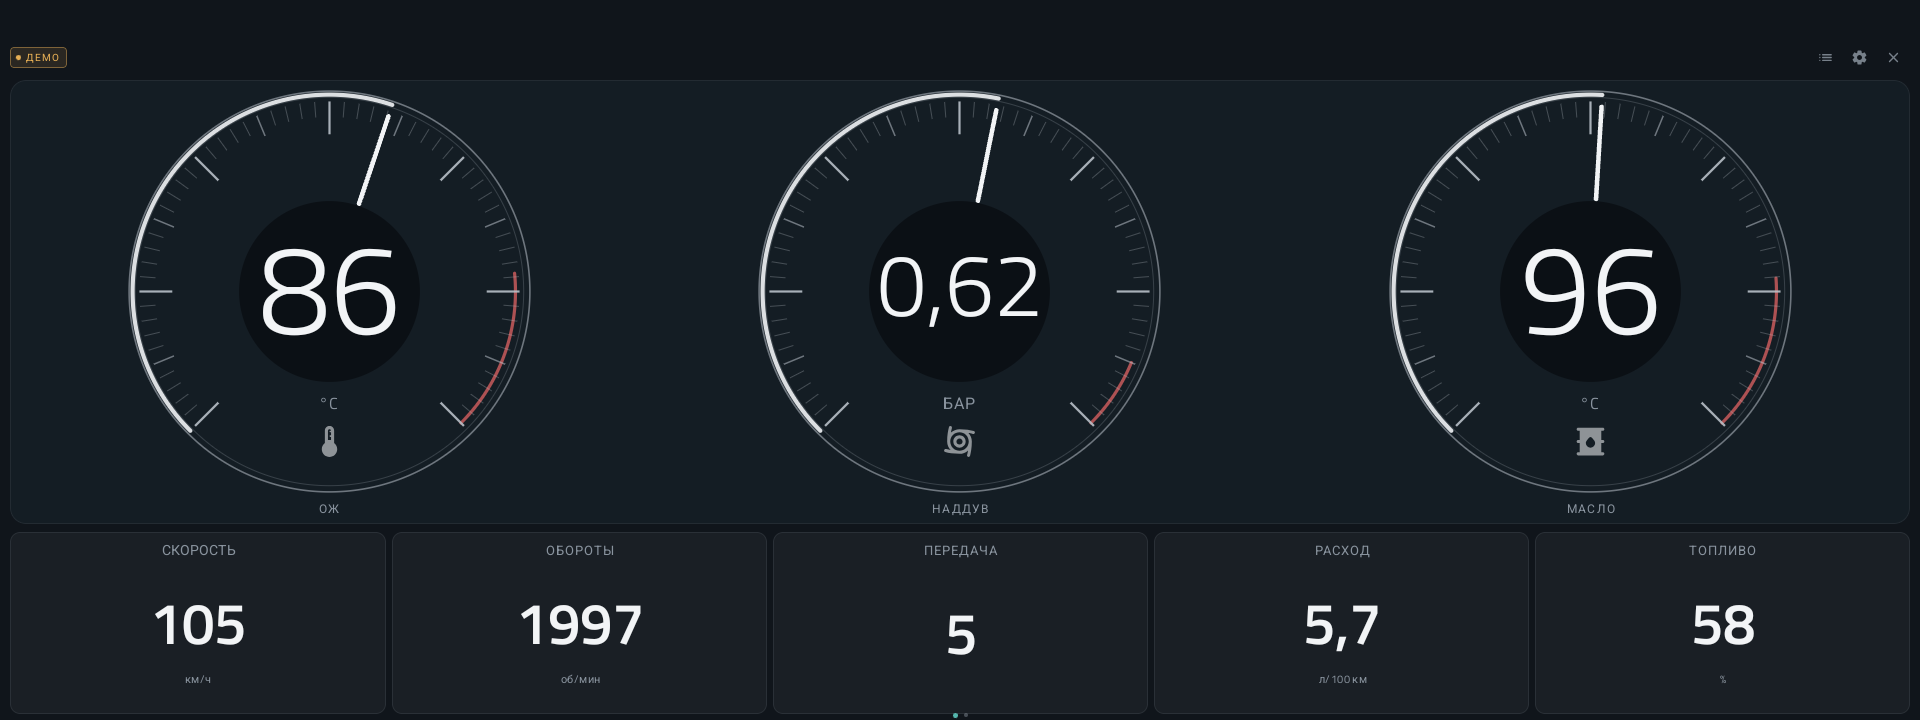 ДЕМО
86
°C
ОЖ
0,62
БАР
НАДДУВ
96
°C
МАСЛО
СКОРОСТЬ
105
км/ч
ОБОРОТЫ
1997
об/мин
ПЕРЕДАЧА
5
РАСХОД
5,7
л/100км
ТОПЛИВО
58
%